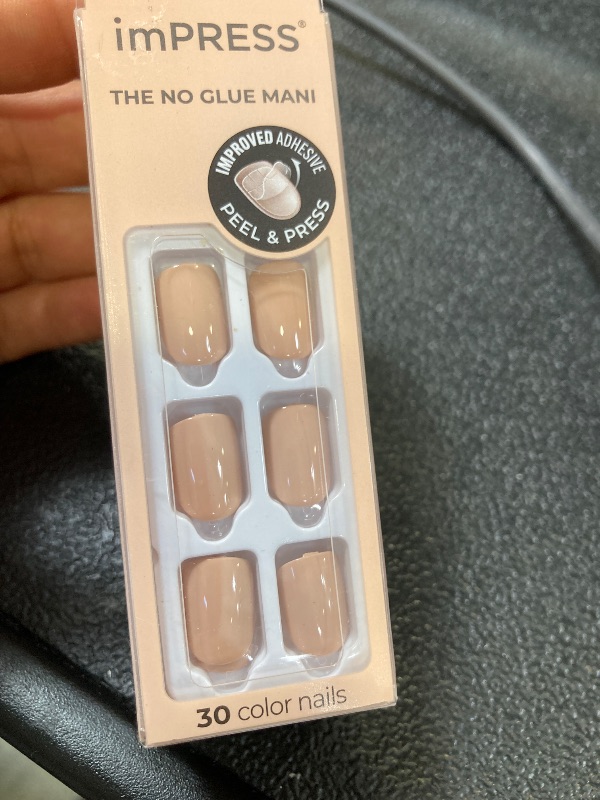 imPRESS®
THE NO GLUE MANI
IMPROVED ADHESIVE
PEEL & PRESS
30 color nails